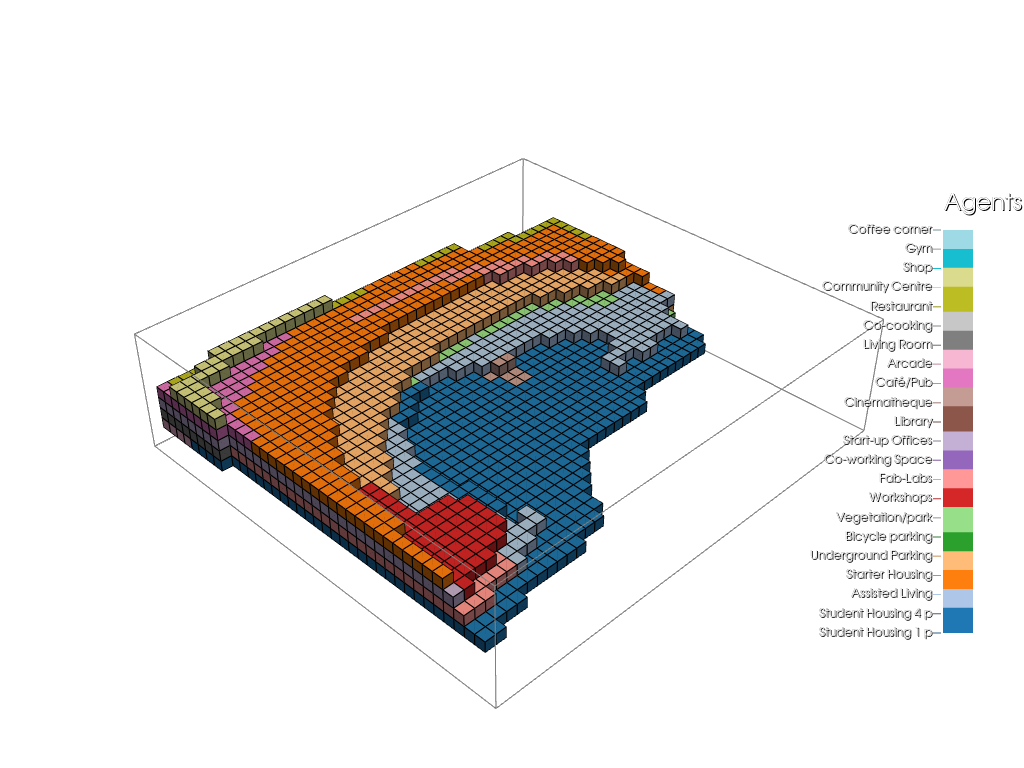 Agents
Coffee corner
Gym
Shop
Community Centre
Restaurant
Co-cooking
Living Room
Arcade
Café/Pub
Cinematheque
Library
Start-up Offices
Co-working Space
Fab-Labs
Workshops
Vegetation/park
Bicycle parking
Underground Parking
Starter Housing
Assisted Living
Student Housing 4 p
Student Housing 1 p